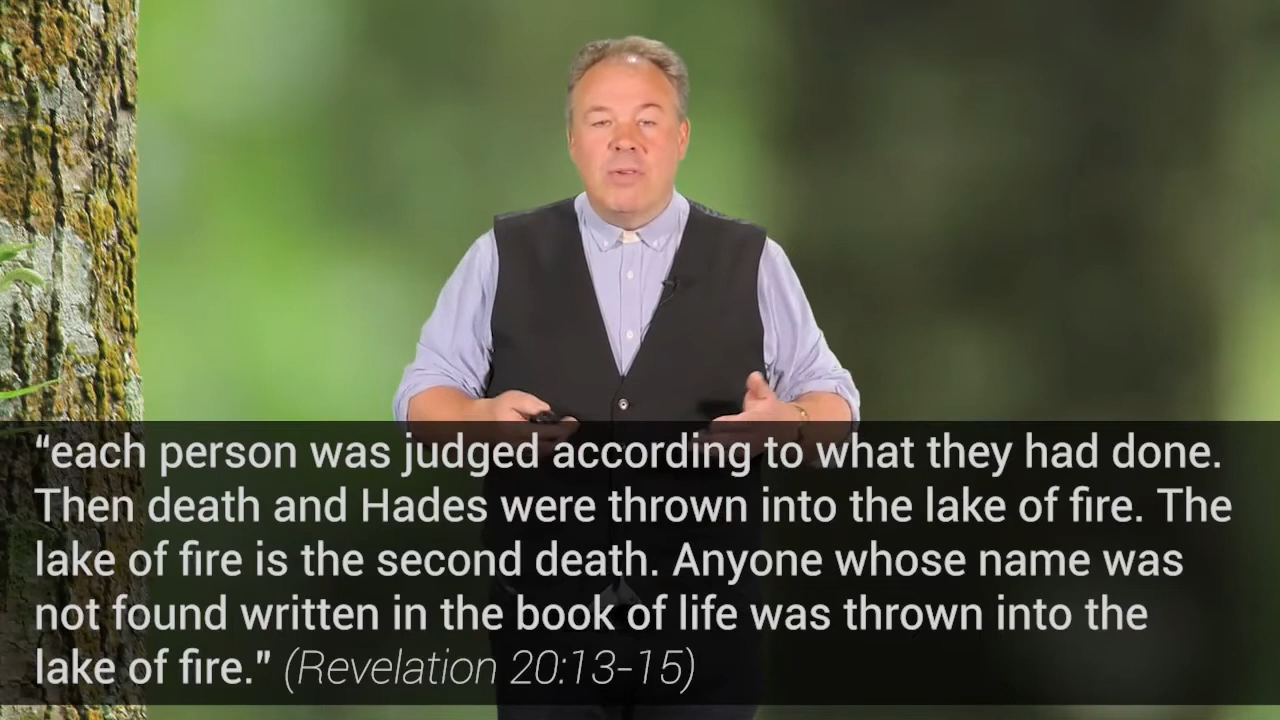 “each person was judged according to what they had done.
Then death and Hades were thrown into the lake of fire. The
lake of fire is the second death. Anyone whose name was
not found written in the book of life was thrown into the
lake of fire." (Revelation 20:13-15)